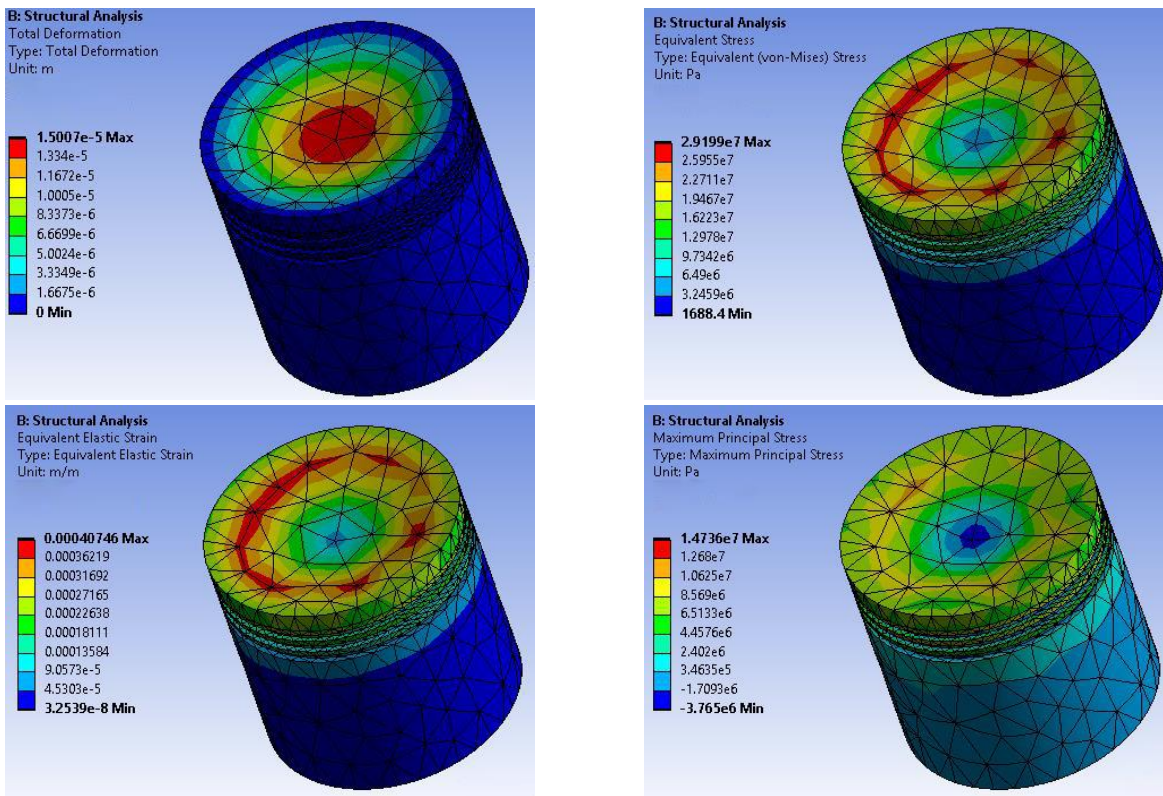 B: Structural Analysis
Total Deformation
Type: Total Deformation
Unit: m
1.5007e-5 Max
1.334e-5
1.1672e-5
1.0005e-5
8.3373e-6
6.6699e-6
5.0024e-6
3.3349e-6
1.6675e-6
0 Min
B: Structural Analysis
Equivalent Stress
Type: Equivalent (von-Mises) Stress
Unit: Pa
2.9199e7 Max
2.5955e7
2.2711e7
1.9467e7
1.6223e7
1.2978e7
9.7342e6
6.49e6
3.2459e6
1688.4 Min
B: Structural Analysis
Equivalent Elastic Strain
Type: Equivalent Elastic Strain
Unit: m/m
0.00040746 Max
0.00036219
0.00031692
0.00027165
0.00022638
0.00018111
0.00013584
9.0573e-5
4.5303e-5
3.2539e-8 Min
B: Structural Analysis
Maximum Principal Stress
Type: Maximum Principal Stress
Unit: Pa
1.4736e7 Max
1.268e7
1.0625e7
8.569e6
6.5133e6
4.4576e6
2.402e6
3.4635e5
-1.7093e6
-3.765e6 Min